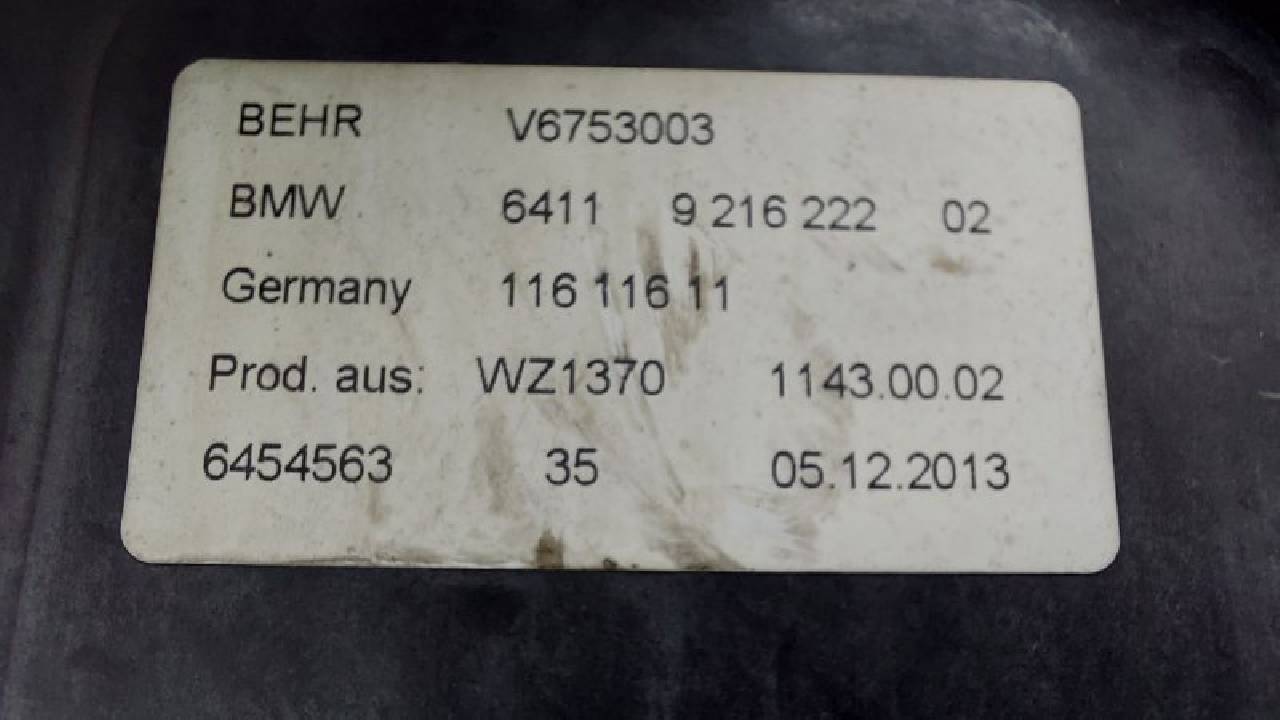 BEHR V6753003
BMW 6411 9 216 222 02
Germany 116 116 11
Prod. aus: WZ1370 1143.00.02
6454563 35 05.12.2013